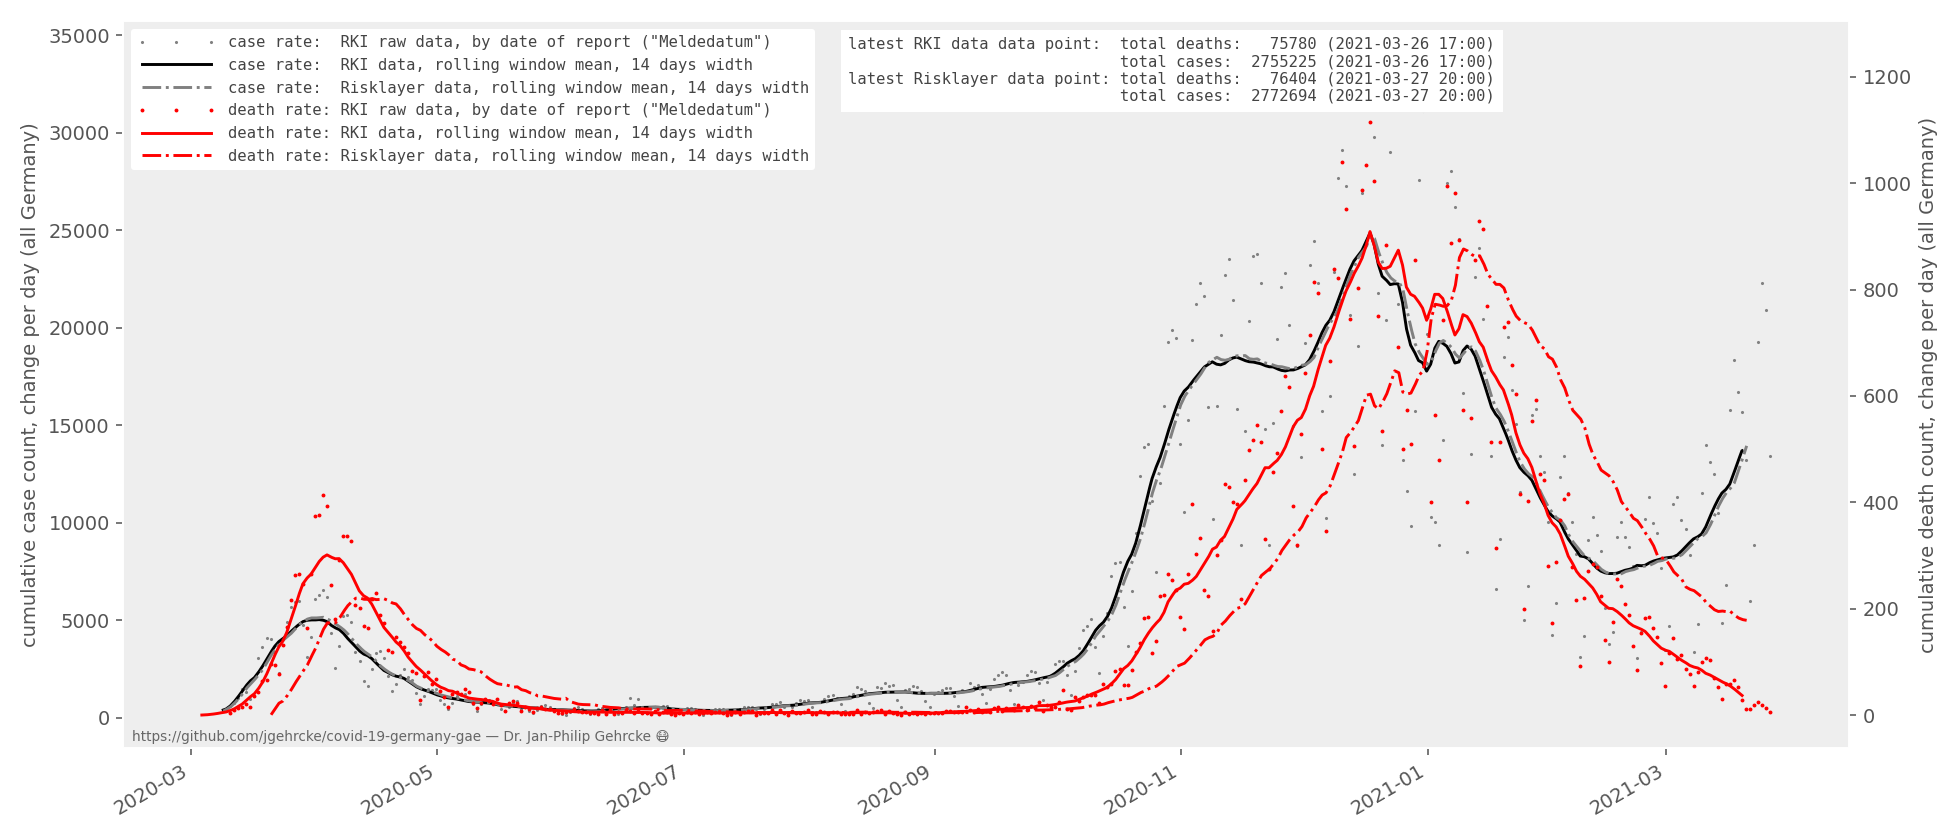 case rate:  RKI raw data, by date of report ("Meldedatum")
case rate:  RKI data, rolling window mean, 14 days width
case rate:  Risklayer data, rolling window mean, 14 days width
death rate: RKI raw data, by date of report ("Meldedatum")
death rate: RKI data, rolling window mean, 14 days width
death rate: Risklayer data, rolling window mean, 14 days width
latest RKI data data point:  total deaths:   75780 (2021-03-26 17:00)
total cases:  2755225 (2021-03-26 17:00)
latest Risklayer data point: total deaths:   76404 (2021-03-27 20:00)
total cases:  2772694 (2021-03-27 20:00)
cumulative case count, change per day (all Germany)
35000
30000
25000
20000
15000
10000
5000
0
1200
1000
800
600
400
200
0
cumulative death count, change per day (all Germany)
https://github.com/jgehrcke/covid-19-germany-gae — Dr. Jan-Philip Gehrcke 😷
2020-03
2020-05
2020-07
2020-09
2020-11
2021-01
2021-03